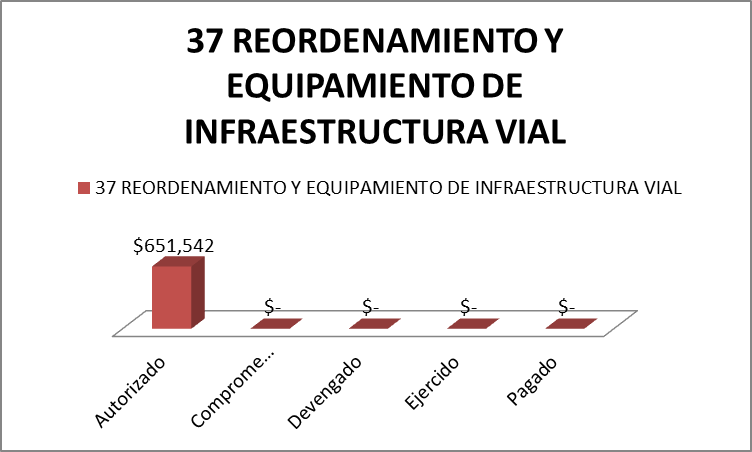 37 REORDENAMIENTO Y
EQUIPAMIENTO DE
INFRAESTRUCTURA VIAL
37 REORDENAMIENTO Y EQUIPAMIENTO DE INFRAESTRUCTURA VIAL
$651,542
$-
$-
$-
$-
Autorizado
Comprome...
Devengado
Ejercido
Pagado